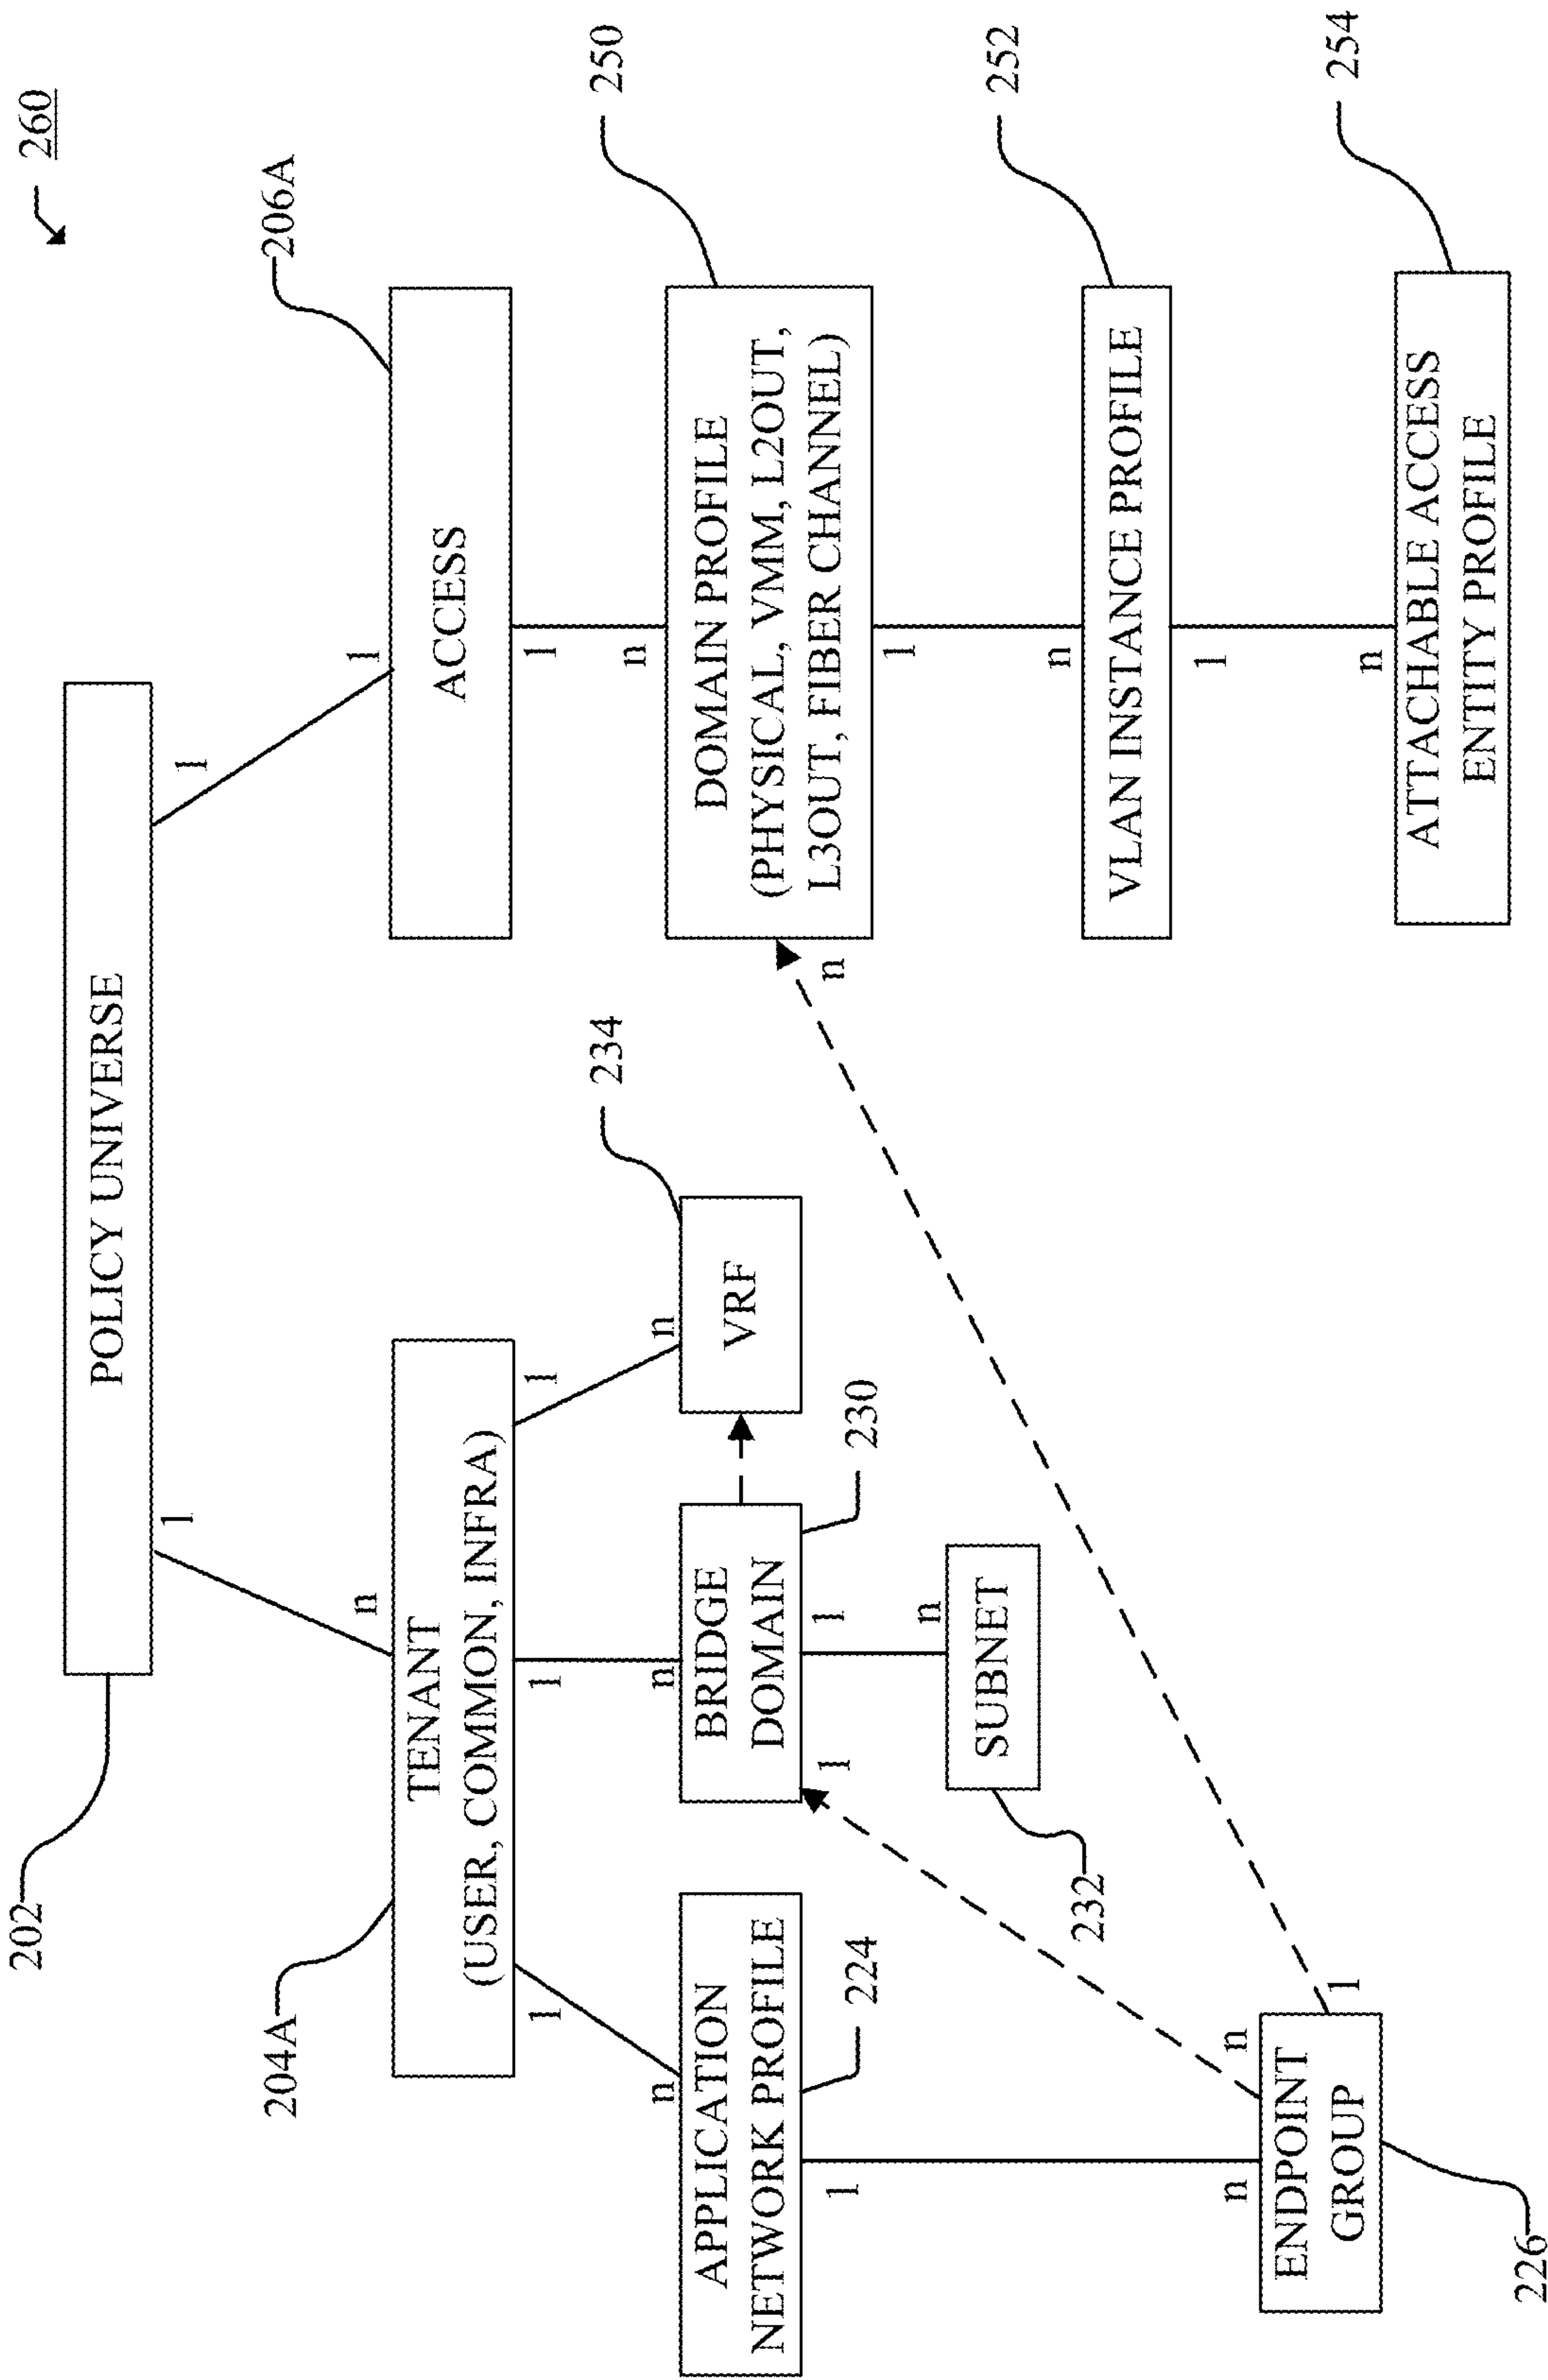 260
202
POLICY UNIVERSE
1
1
n
1
204A
TENANT
(USER, COMMON, INFRA)
206A
ACCESS
1
1
1
1
n
n
n
n
APPLICATION
NETWORK PROFILE
224
BRIDGE
DOMAIN
230
VRF
234
DOMAIN PROFILE
(PHYSICAL, VMM, L2OUT,
L3OUT, FIBER CHANNEL)
250
1
1
1
n
1
n
n
SUBNET
232
VLAN INSTANCE PROFILE
252
1
n
n
n
1
ENDPOINT
GROUP
226
ATTACHABLE ACCESS
ENTITY PROFILE
254